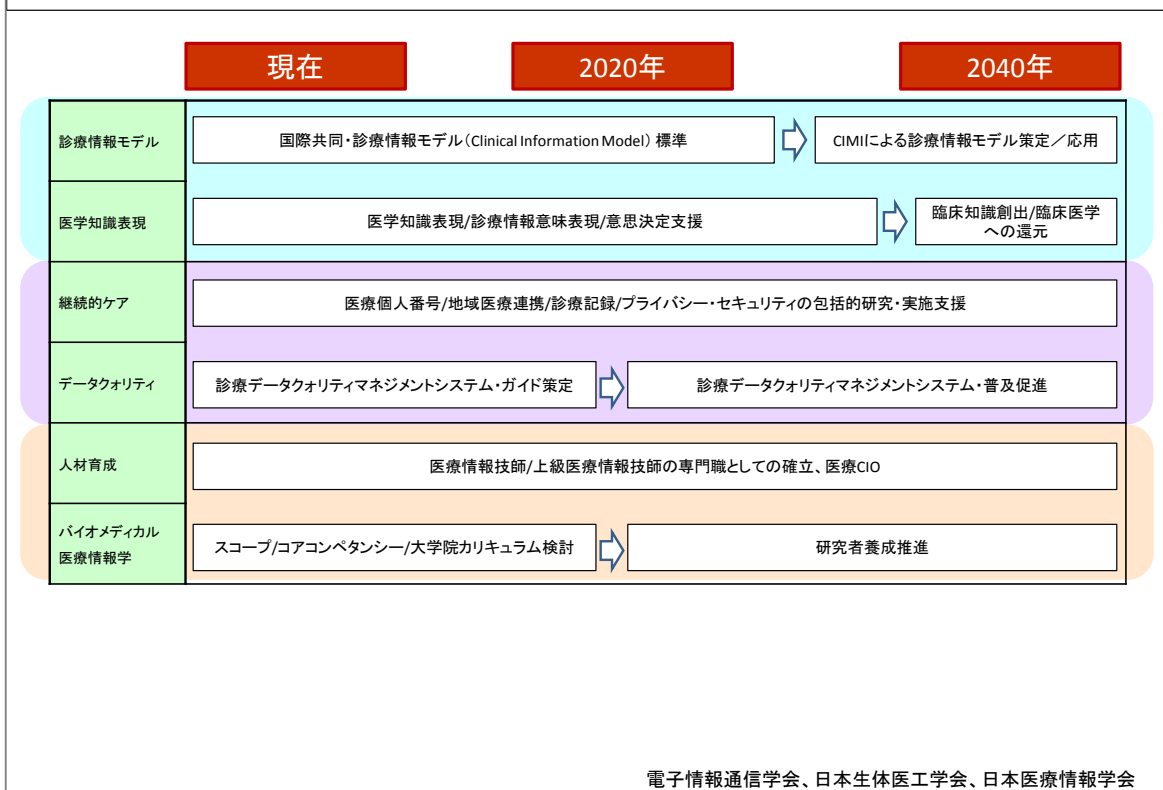 現在
2020年
2040年
診療情報モデル
国際共同・診療情報モデル（Clinical Information Model）標準
CIMIによる診療情報モデル策定／応用
医学知識表現
医学知識表現/診療情報意味表現/意思決定支援
臨床知識創出/臨床医学
への還元
継続的ケア
医療個人番号/地域医療連携/診療記録/プライバシー・セキュリティの包括的研究・実施支援
データクォリティ
診療データクォリティマネジメントシステム・ガイド策定
診療データクォリティマネジメントシステム・普及促進
人材育成
医療情報技師/上級医療情報技師の専門職としての確立、医療CIO
バイオメディカル
医療情報学
スコープ/コアコンペタンシー/大学院カリキュラム検討
研究者養成推進
電子情報通信学会、日本生体医工学会、日本医療情報学会